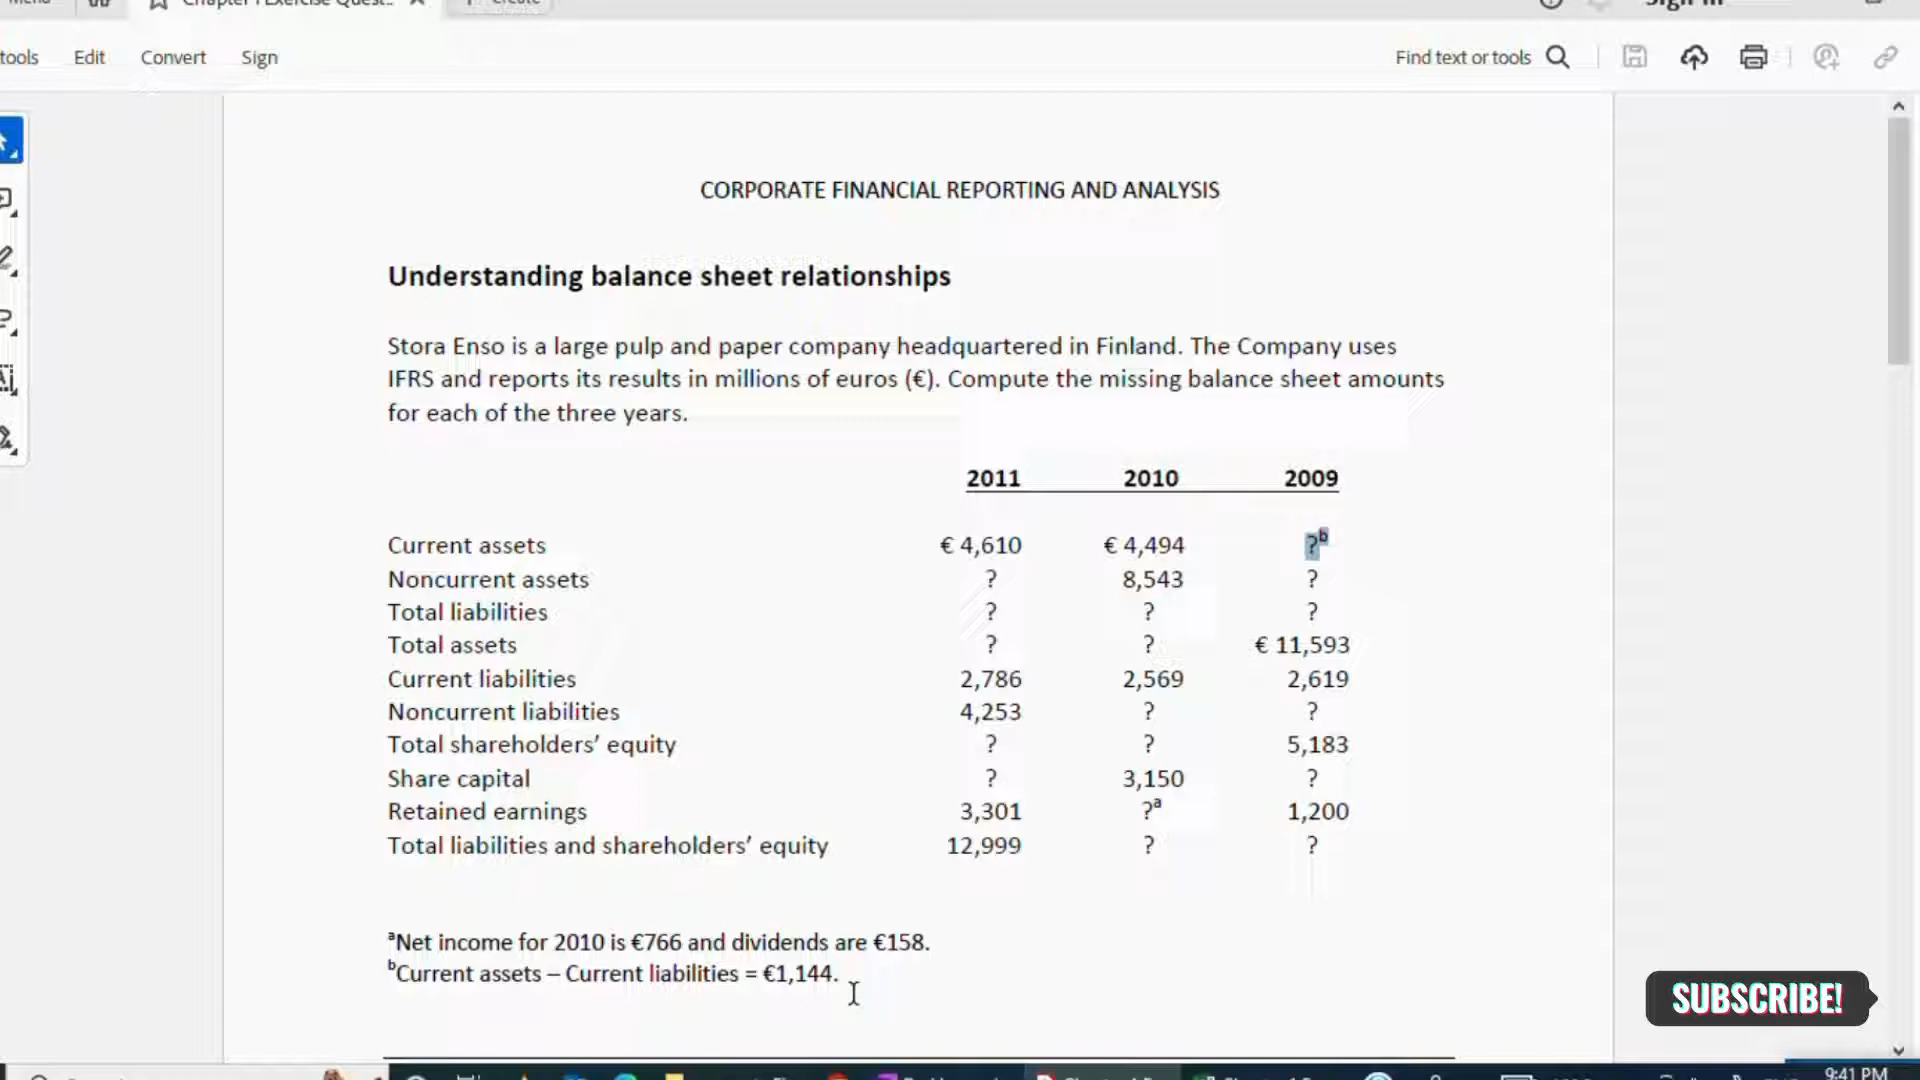 Create
tools Edit Convert Sign Find text or tools
CORPORATE FINANCIAL REPORTING AND ANALYSIS
Understanding balance sheet relationships
Stora Enso is a large pulp and paper company headquartered in Finland. The Company uses
IFRS and reports its results in millions of euros (€). Compute the missing balance sheet amounts
for each of the three years.
2011 2010 2009
Current assets € 4,610 € 4,494 ?ᵇ
Noncurrent assets ? 8,543 ?
Total liabilities ? ? ?
Total assets ? ? € 11,593
Current liabilities 2,786 2,569 2,619
Noncurrent liabilities 4,253 ? ?
Total shareholders’ equity ? ? 5,183
Share capital ? 3,150 ?
Retained earnings 3,301 ?ᵃ 1,200
Total liabilities and shareholders’ equity 12,999 ? ?
ᵃNet income for 2010 is €766 and dividends are €158.
ᵇCurrent assets – Current liabilities = €1,144.
SUBSCRIBE!
9:41 PM